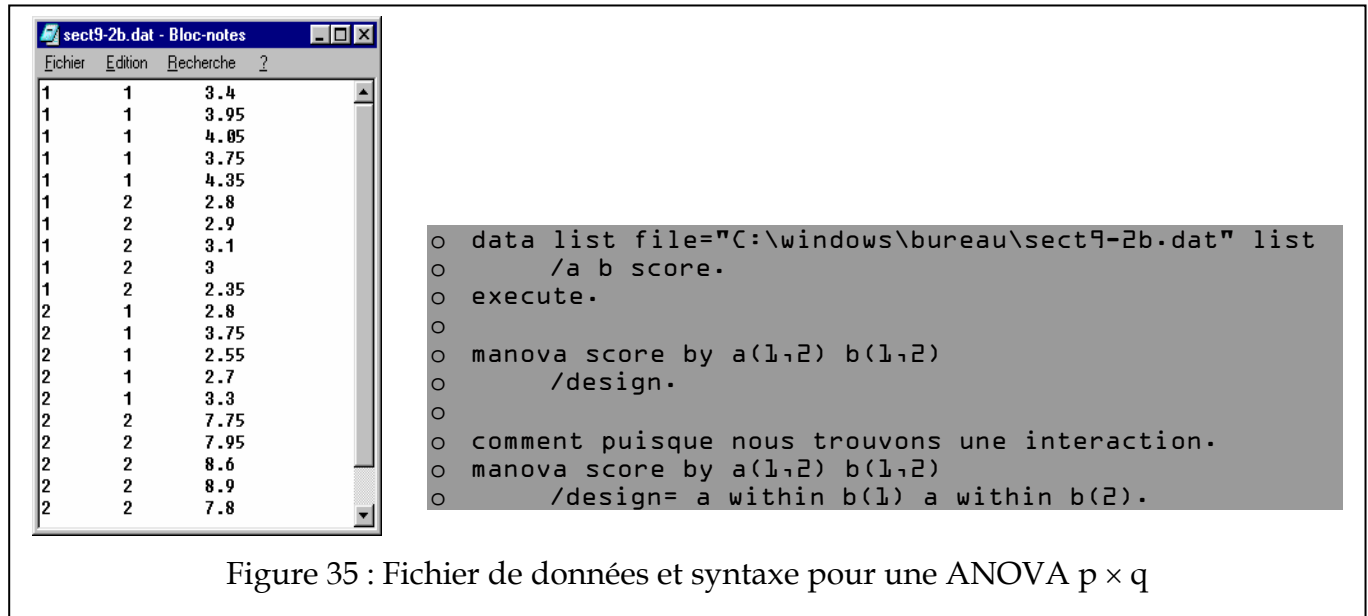 sect9-2b.dat - Bloc-notes
Fichier Edition Recherche ?
1 1 3.4
1 1 3.95
1 1 4.05
1 1 3.75
1 1 4.35
1 2 2.8
1 2 2.9
1 2 3.1
1 2 3
1 2 2.35
2 1 2.8
2 1 3.75
2 1 2.55
2 1 2.7
2 1 3.3
2 2 7.75
2 2 7.95
2 2 8.6
2 2 8.9
2 2 7.8
o data list file="C:\windows\bureau\sect9-2b.dat" list
o /a b score.
o execute.
o
o manova score by a(1,2) b(1,2)
o /design.
o
o comment puisque nous trouvons une interaction.
o manova score by a(1,2) b(1,2)
o /design= a within b(1) a within b(2).
Figure 35 : Fichier de données et syntaxe pour une ANOVA p × q